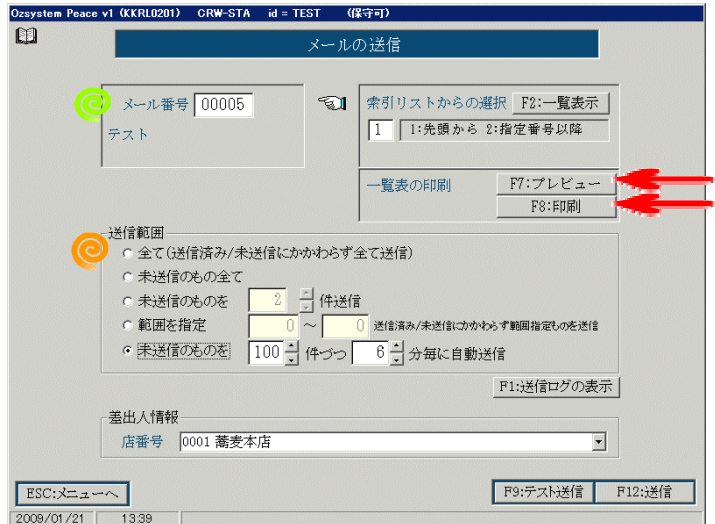 Ozsystem Peace v1 (KKRL0201) CRW-STA id = TEST (保守可)
メールの送信
メール番号 00005
テスト
索引リストからの選択 F2:一覧表示
1 1:先頭から 2:指定番号以降
一覧表の印刷 F7:プレビュー
F8:印刷
送信範囲
全て(送信済み/未送信にかかわらず全て送信)
未送信のもの全て
未送信のものを 2 件送信
範囲を指定 0 ～ 0 送信済み/未送信にかかわらず範囲指定ものを送信
未送信のものを 100 件づつ 6 分毎に自動送信
F1:送信ログの表示
差出人情報
店番号 0001 蕎麦本店
ESC:メニューへ F9:テスト送信 F12:送信
2009/01/21 13:39